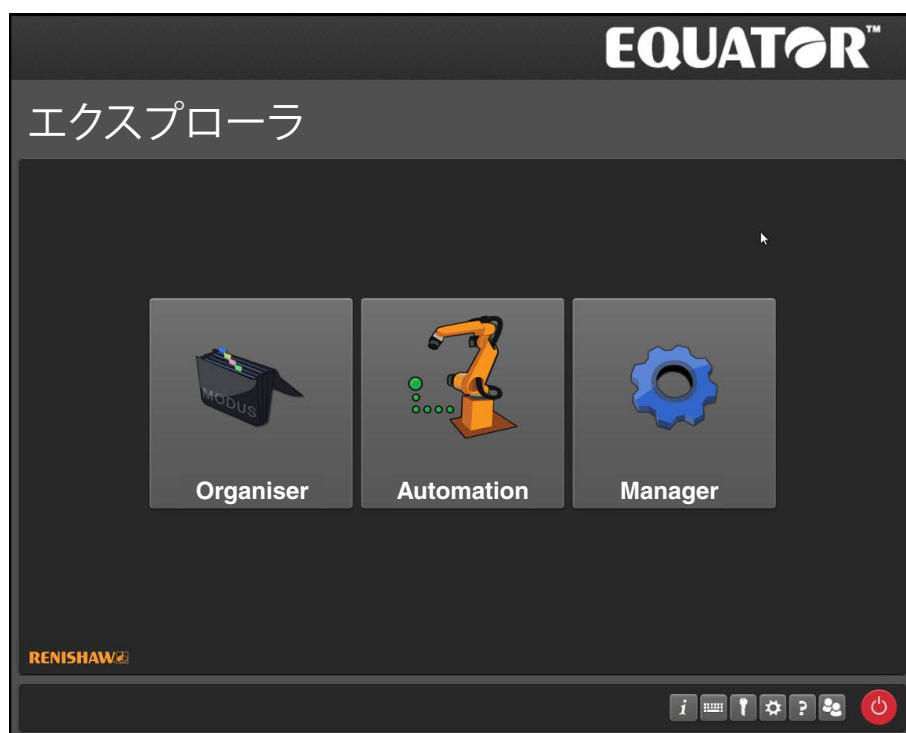 EQUATOR™
エクスプローラ
MODUS
Organiser
Automation
Manager
RENISHAW
i
?